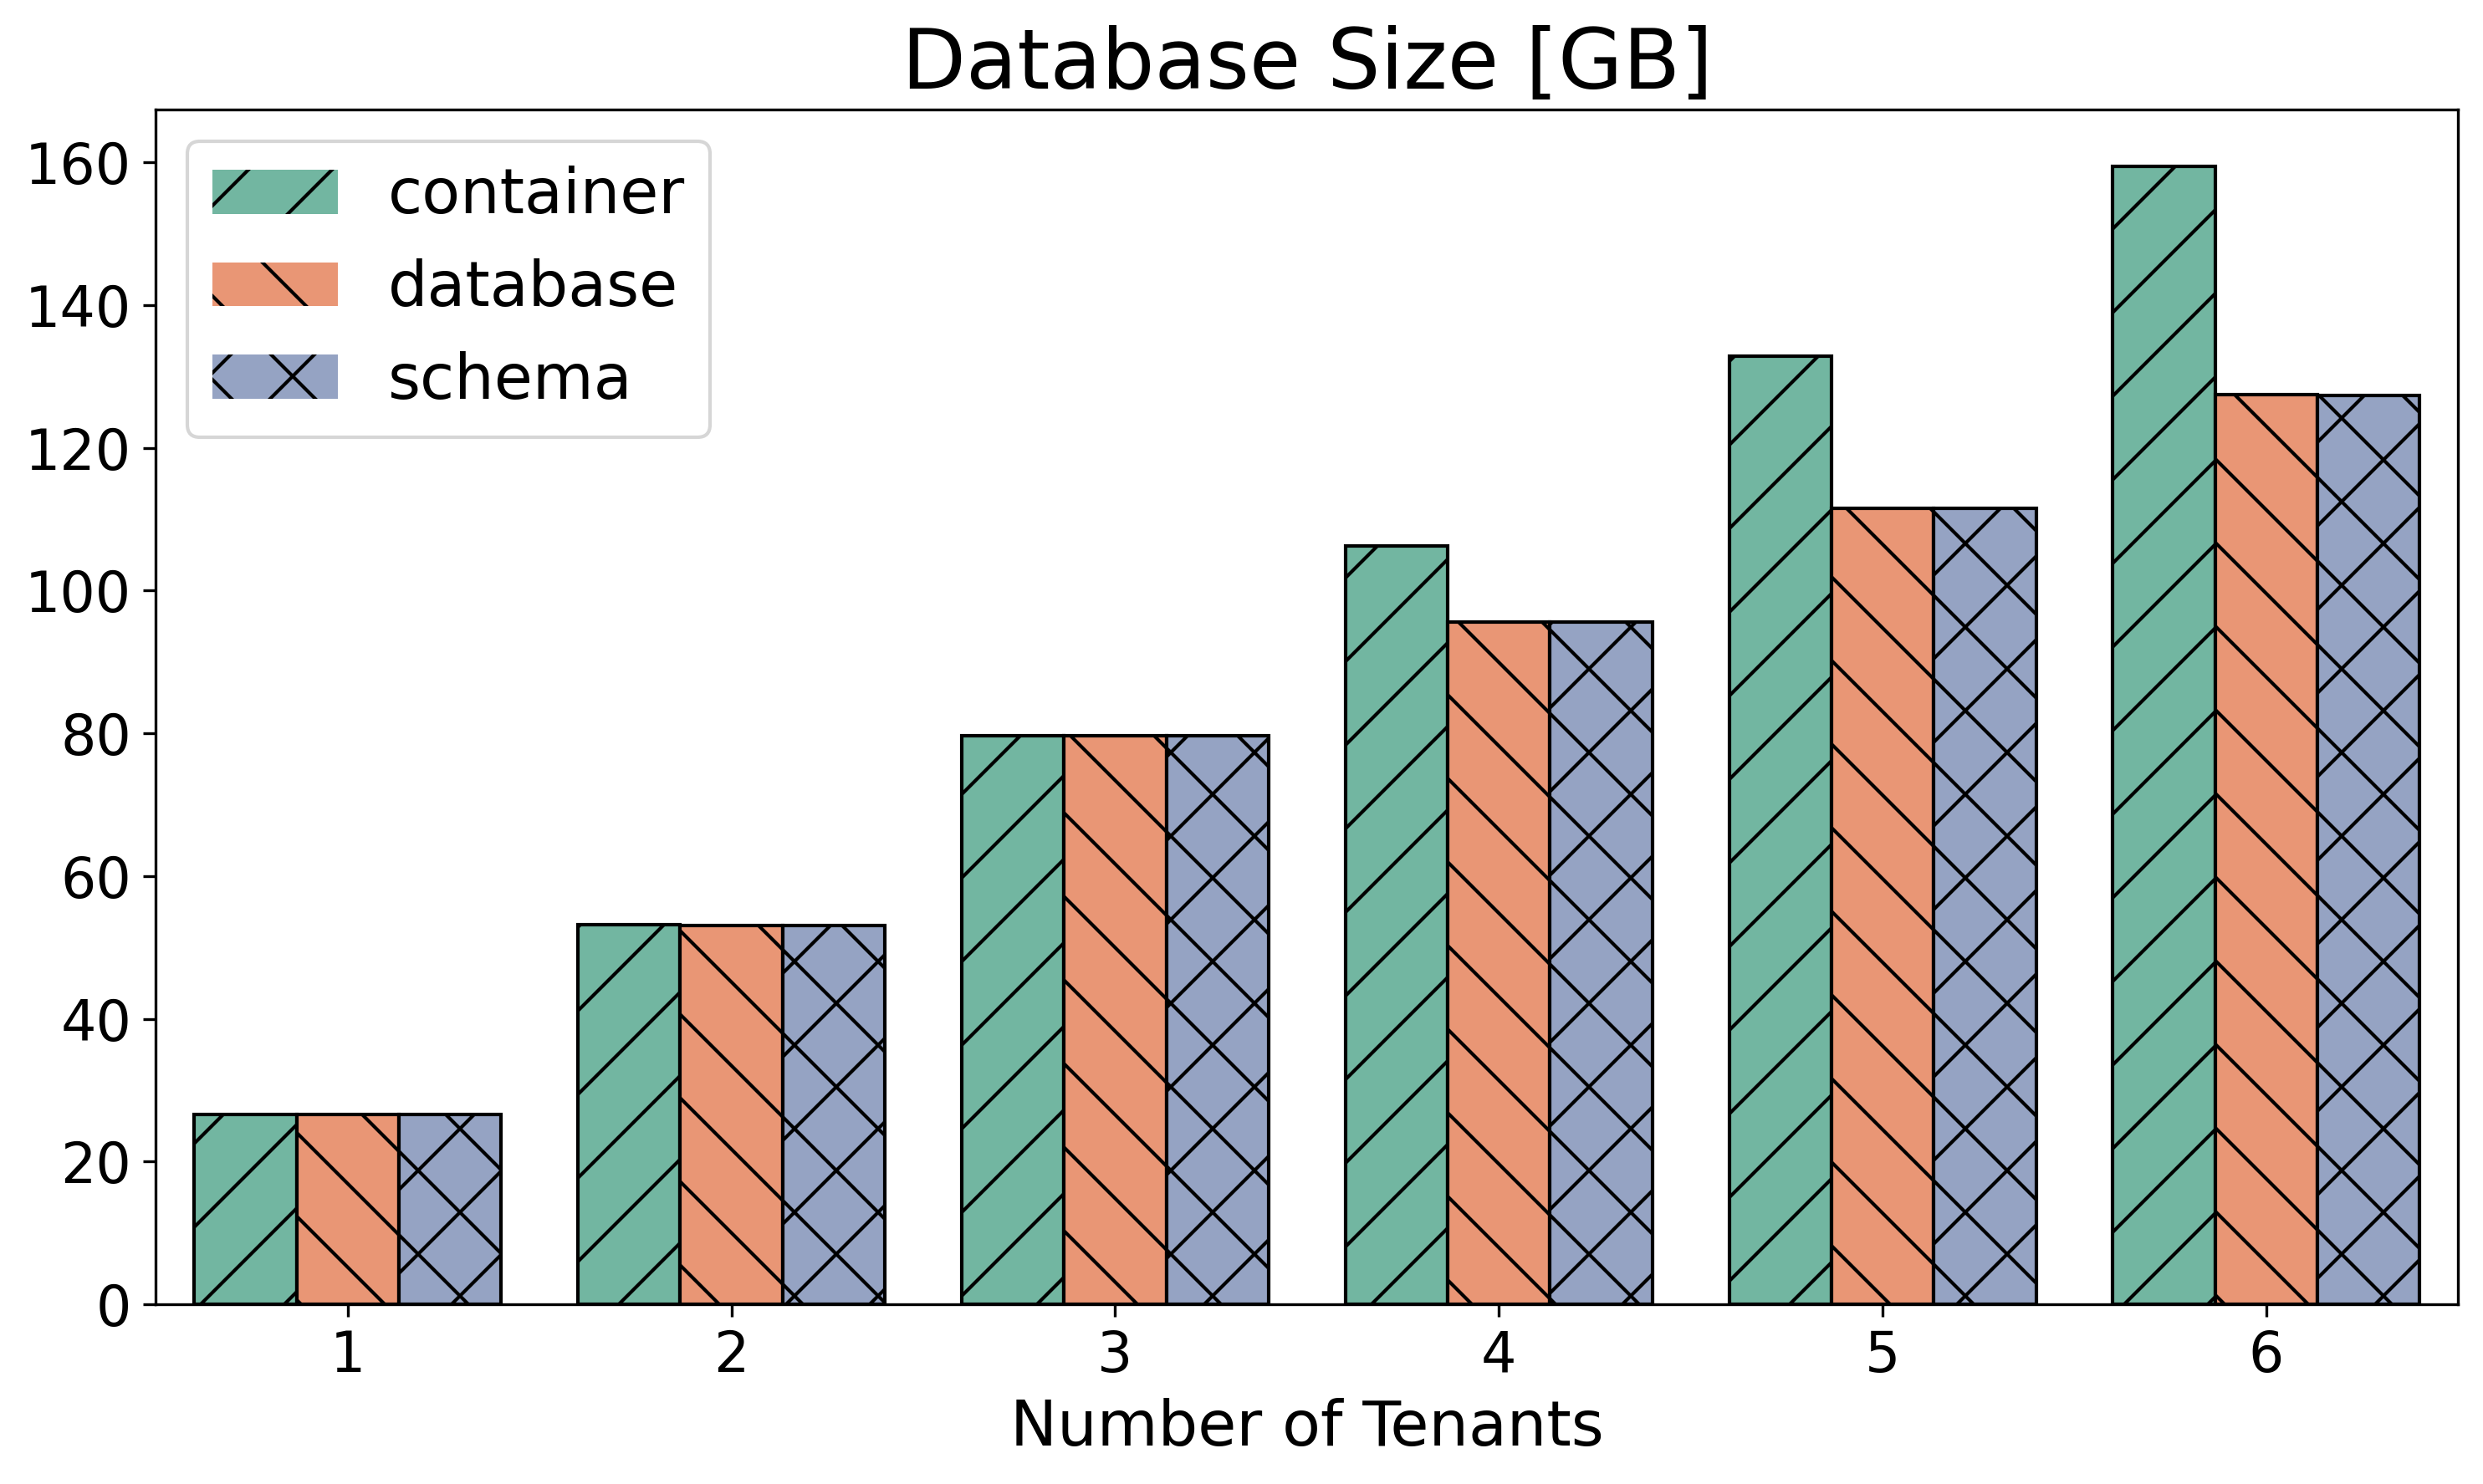 Database Size [GB]
160
140
120
100
80
60
40
20
0
container
database
schema
1 2 3 4 5 6
Number of Tenants